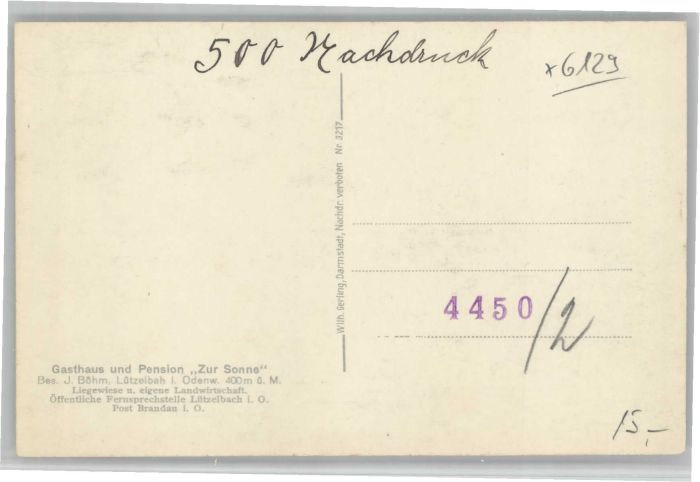 500 Nachdruck
x6129
Wilh. Gerling, Darmstadt, Nachdr. verboten Nr. 3217
4450/2
Gasthaus und Pension „Zur Sonne“
Bes. J. Böhm, Lützelbah i. Odenw. 400m ü. M.
Liegewiese u. eigene Landwirtschaft.
Öffentliche Fernsprechstelle Lützelbach i. O.
Post Brandau i. O.
15,-